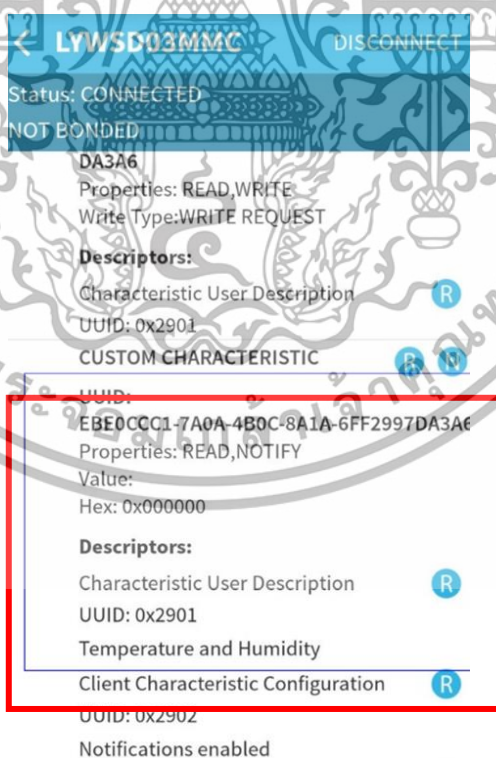 LYWSD03MMC DISCONNECT
Status: CONNECTED
NOT BONDED
DA3A6
Properties: READ,WRITE
Write Type:WRITE REQUEST
Descriptors:
Characteristic User Description R
UUID: 0x2901
CUSTOM CHARACTERISTIC R N
UUID:
EBE0CCC1-7A0A-4B0C-8A1A-6FF2997DA3A6
Properties: READ,NOTIFY
Value:
Hex: 0x000000
Descriptors:
Characteristic User Description R
UUID: 0x2901
Temperature and Humidity
Client Characteristic Configuration R
UUID: 0x2902
Notifications enabled